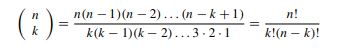 ( n k ) = n(n − 1)(n − 2) . . . (n − k + 1) / k(k − 1)(k − 2) . . . 3 · 2 · 1 = n! / k!(n − k)!